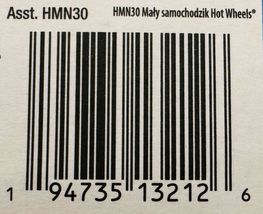 Asst. HMN30
HMN30 Mały samochodzik Hot Wheels®
1 94735 13212 6